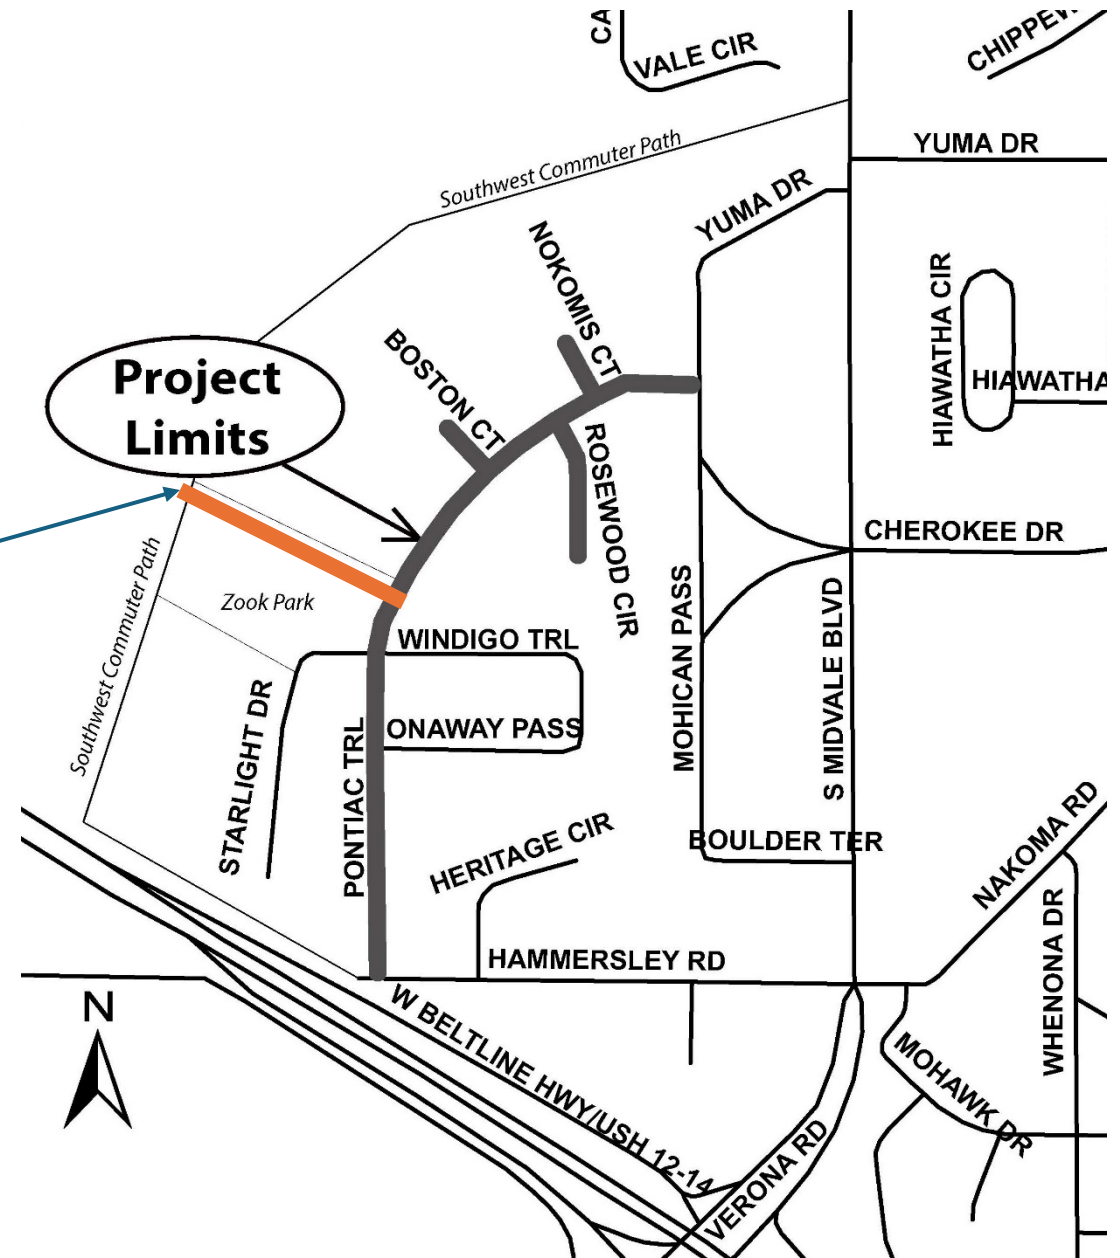 CA
VALE CIR
CHIPPEW
YUMA DR
Southwest Commuter Path
YUMA DR
NOKOMIS CT
HIAWATHA CIR
HIAWATHA
BOSTON CT
Project
Limits
ROSEWOOD CIR
CHEROKEE DR
Southwest Commuter Path
Zook Park
WINDIGO TRL
MOHICAN PASS
S MIDVALE BLVD
STARLIGHT DR
ONAWAY PASS
PONTIAC TRL
HERITAGE CIR
BOULDER TER
NAKOMA RD
WHENONA DR
HAMMERSLEY RD
N
W BELTLINE HWY/USH 12-14
MOHAWK DR
VERONA RD